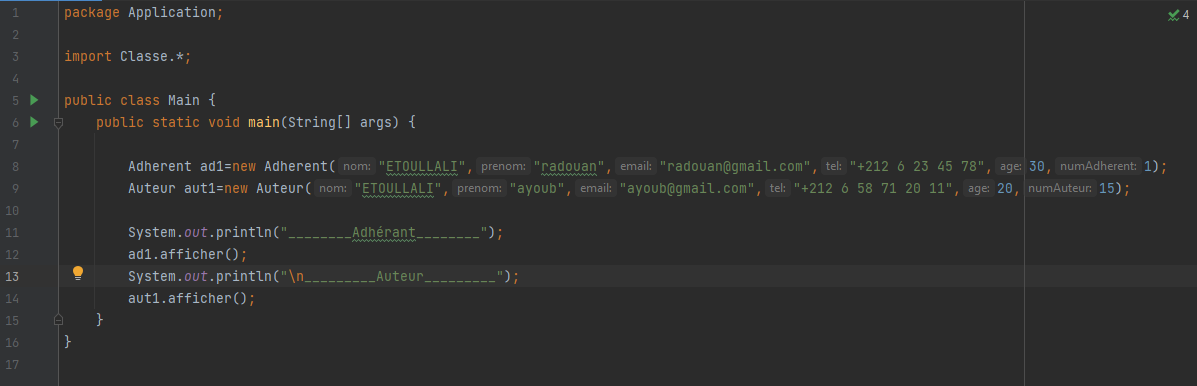 1 package Application;
2
3 import Classe.*;
4
5 public class Main {
6 public static void main(String[] args) {
7
8 Adherent ad1=new Adherent( nom: "ETOULLALI", prenom: "radouan", email: "radouan@gmail.com", tel: "+212 6 23 45 78", age: 30, numAdherent: 1);
9 Auteur aut1=new Auteur( nom: "ETOULLALI", prenom: "ayoub", email: "ayoub@gmail.com", tel: "+212 6 58 71 20 11", age: 20, numAuteur: 15);
10
11 System.out.println("________Adhérant________");
12 ad1.afficher();
13 System.out.println("\n_________Auteur_________");
14 aut1.afficher();
15 }
16 }
17
4